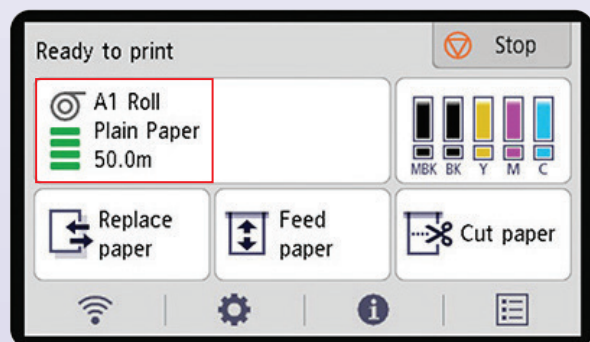 Ready to print
Stop
A1 Roll
Plain Paper
50.0m
MBK BK Y M C
Replace
paper
Feed
paper
Cut paper